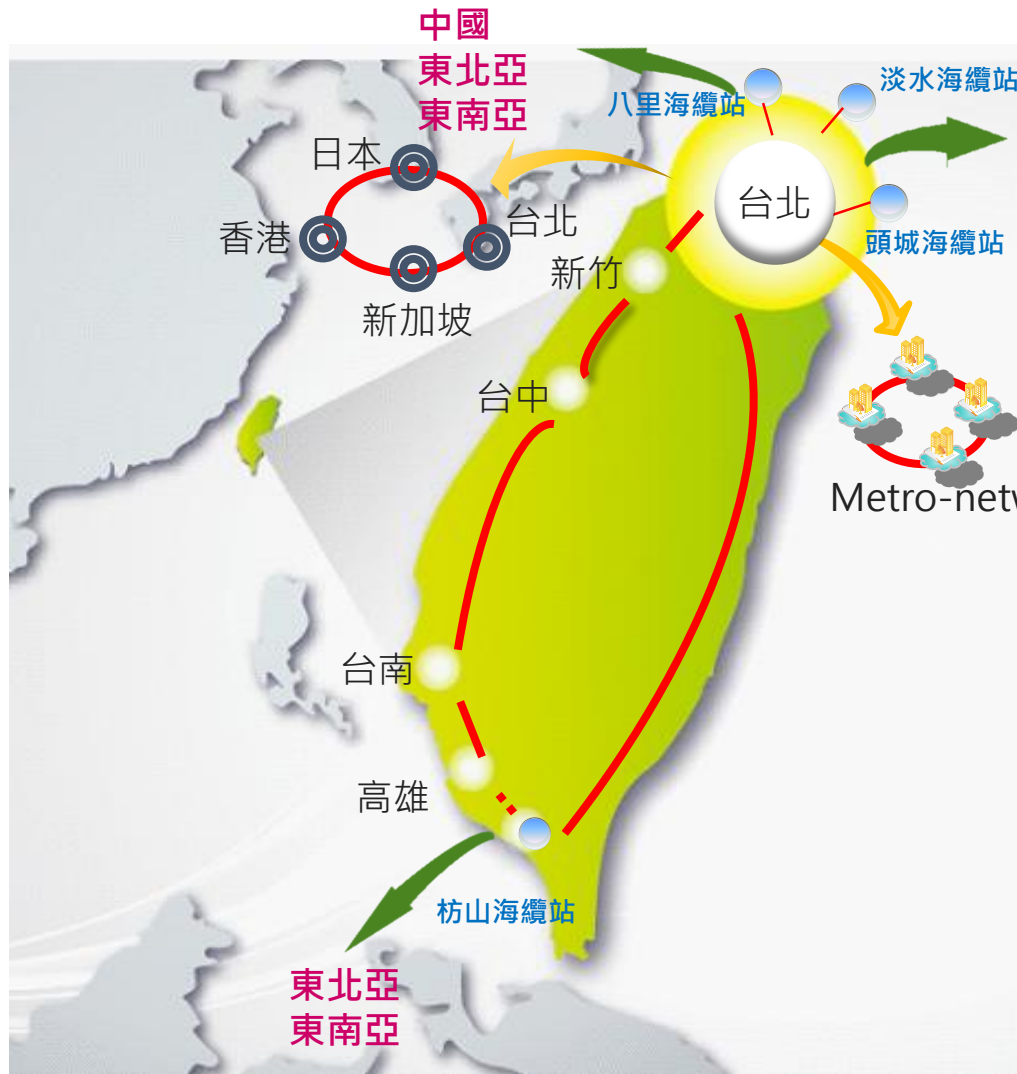 中國
東北亞
東南亞
八里海纜站
淡水海纜站
日本
香港
台北
新加坡
台北
頭城海纜站
新竹
台中
Metro-netw
台南
高雄
枋山海纜站
東北亞
東南亞